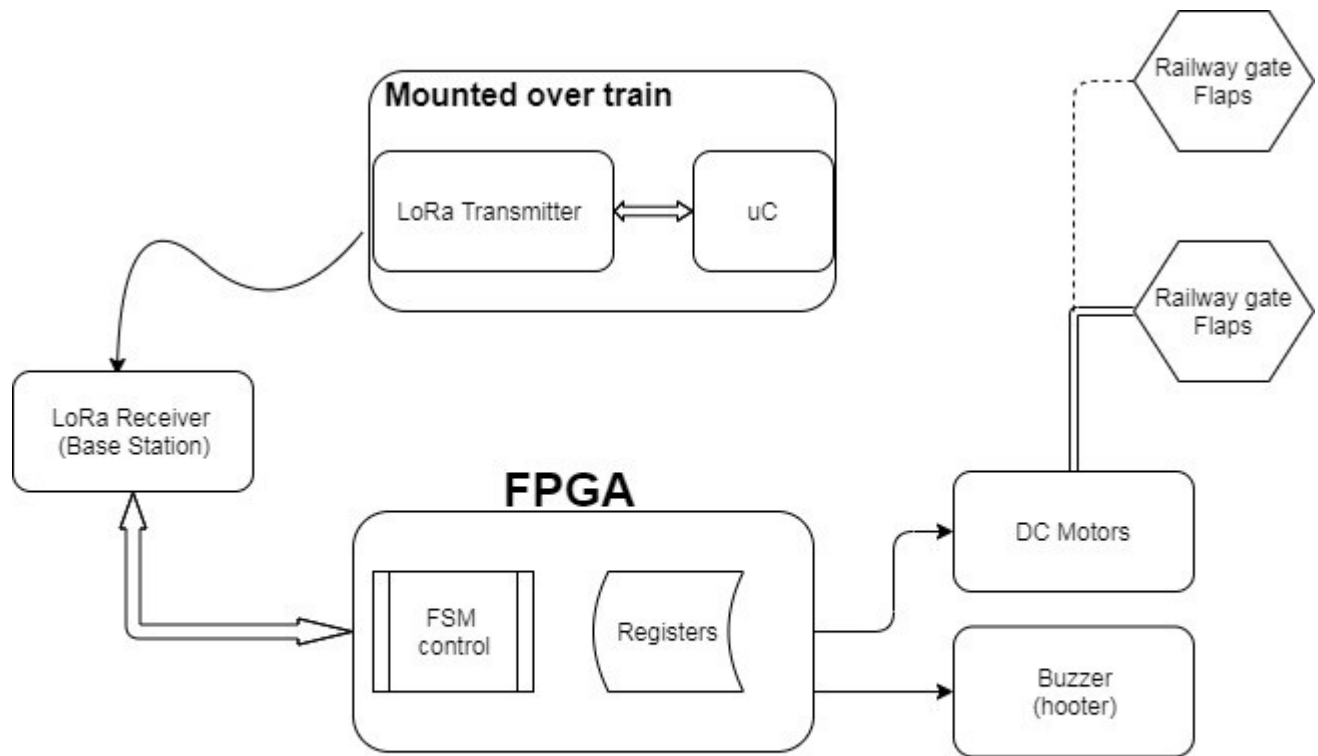 Railway gate
Flaps
Mounted over train
LoRa Transmitter
uC
Railway gate
Flaps
LoRa Receiver
(Base Station)
FPGA
FSM
control
Registers
DC Motors
Buzzer
(hooter)